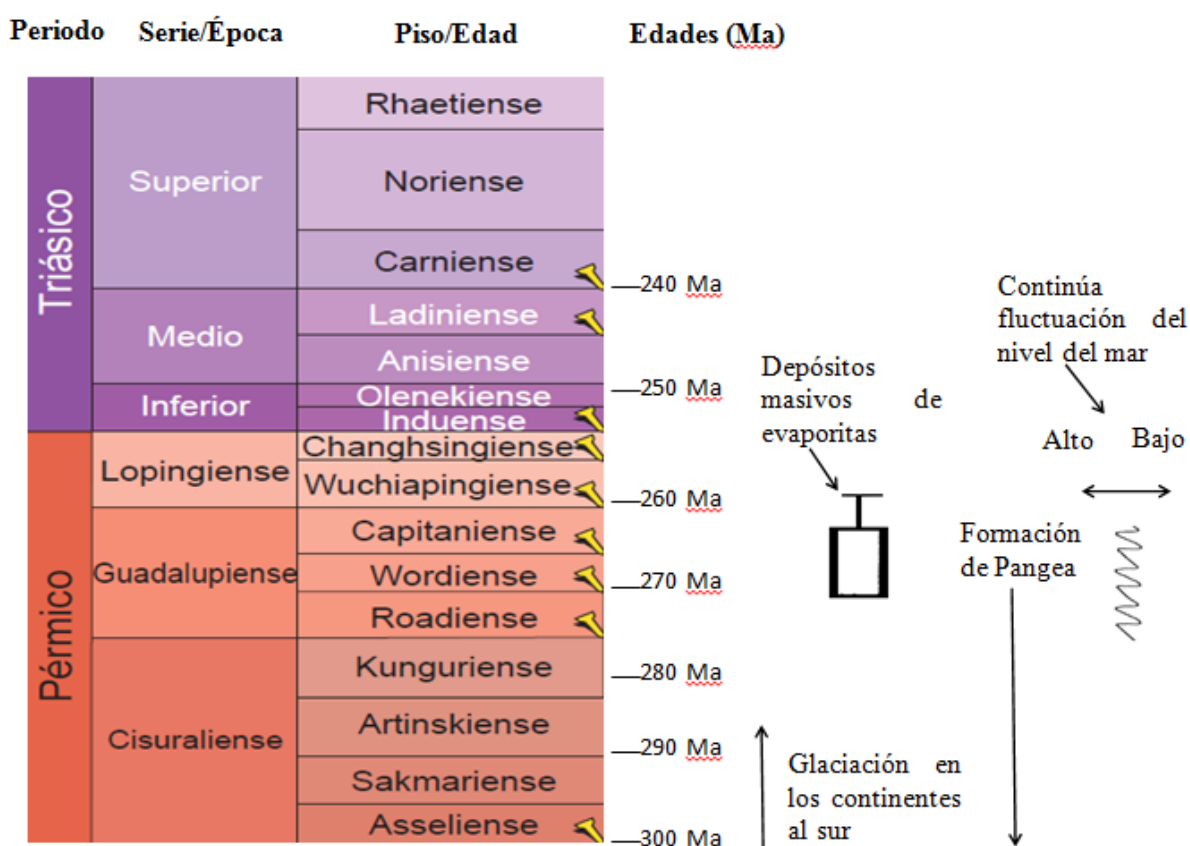 Periodo Serie/Época Piso/Edad Edades (Ma)
Triásico
Superior
Rhaetiense
Noriense
Carniense
240 Ma
Medio
Ladiniense
Anisiense
250 Ma
Inferior
Olenekiense
Induense
Pérmico
Lopingiense
Changhsingiense
Wuchiapingiense
260 Ma
Guadalupiense
Capitaniense
Wordiense
270 Ma
Roadiense
Cisuraliense
Kunguriense
280 Ma
Artinskiense
290 Ma
Sakmariense
Asseliense
300 Ma
Depósitos
masivos de
evaporitas
Continúa
fluctuación del
nivel del mar
Alto Bajo
Formación
de Pangea
Glaciación en
los continentes
al sur